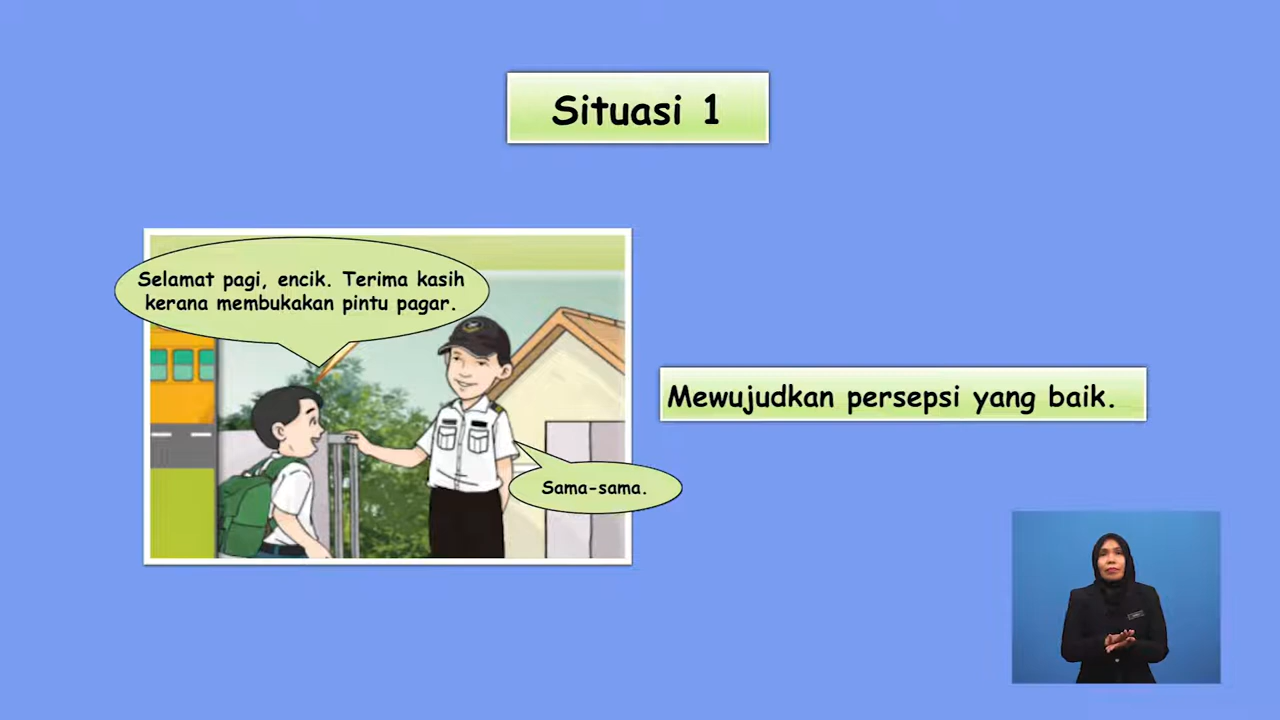 Situasi 1
Selamat pagi, encik. Terima kasih
kerana membukakan pintu pagar.
Mewujudkan persepsi yang baik.
Sama-sama.